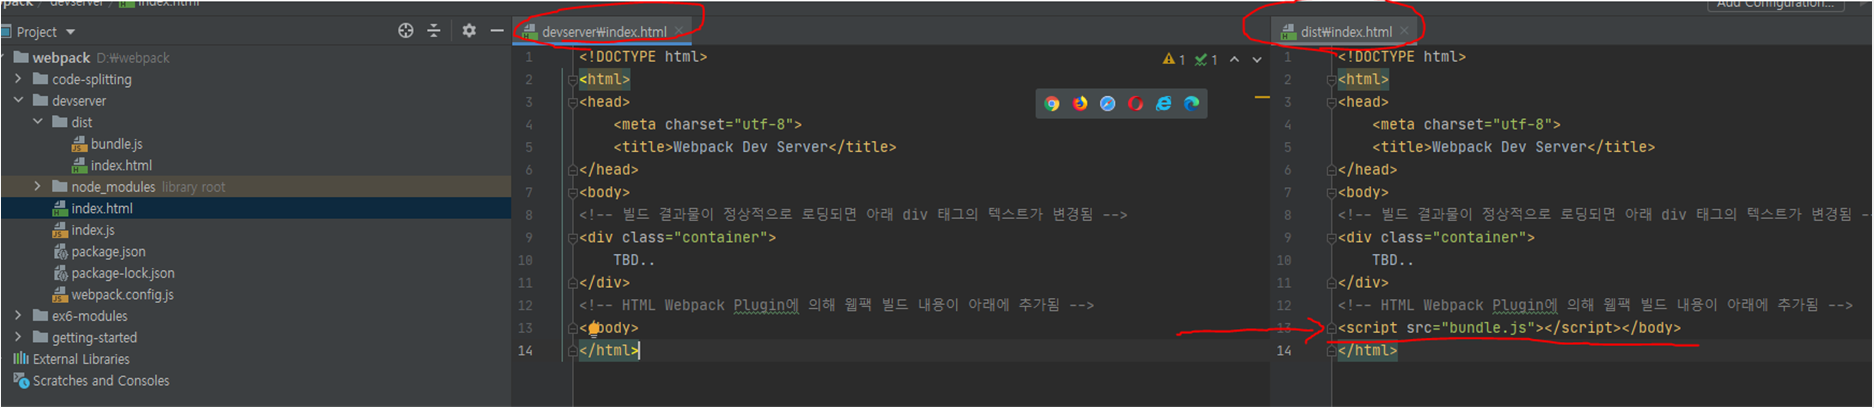 webpack devserver index.html
Add Configuration...
Project
webpack D:₩webpack
code-splitting
devserver
dist
bundle.js
index.html
node_modules library root
index.html
index.js
package.json
package-lock.json
webpack.config.js
ex6-modules
getting-started
External Libraries
Scratches and Consoles
devserver₩index.html
1 1
1 <!DOCTYPE html>
2 <html>
3 <head>
4 <meta charset="utf-8">
5 <title>Webpack Dev Server</title>
6 </head>
7 <body>
8 <!-- 빌드 결과물이 정상적으로 로딩되면 아래 div 태그의 텍스트가 변경됨 -->
9 <div class="container">
10 TBD..
11 </div>
12 <!-- HTML Webpack Plugin에 의해 웹팩 빌드 내용이 아래에 추가됨 -->
13 </body>
14 </html>
dist₩index.html
1 <!DOCTYPE html>
2 <html>
3 <head>
4 <meta charset="utf-8">
5 <title>Webpack Dev Server</title>
6 </head>
7 <body>
8 <!-- 빌드 결과물이 정상적으로 로딩되면 아래 div 태그의 텍스트가 변경됨 --
9 <div class="container">
10 TBD..
11 </div>
12 <!-- HTML Webpack Plugin에 의해 웹팩 빌드 내용이 아래에 추가됨 -->
13 <script src="bundle.js"></script></body>
14 </html>